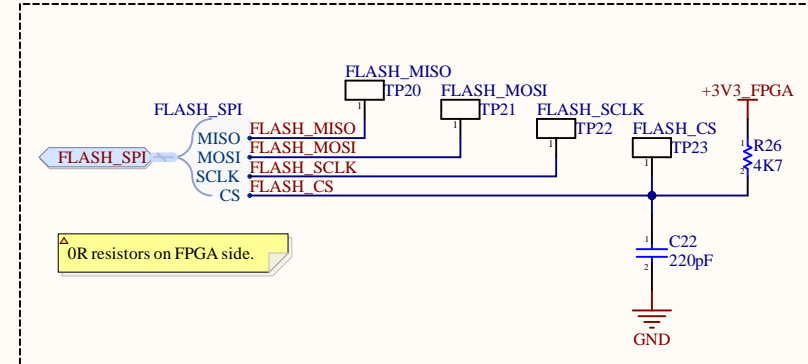 FLASH_MISO
TP20
1
FLASH_MOSI
TP21
1
+3V3_FPGA
FLASH_SPI
FLASH_SCLK
TP22
1
FLASH_CS
TP23
1
MISO FLASH_MISO
FLASH_SPI
MOSI FLASH_MOSI
SCLK FLASH_SCLK
CS FLASH_CS
1
R26
4K7
2
0R resistors on FPGA side.
1
C22
220pF
2
GND